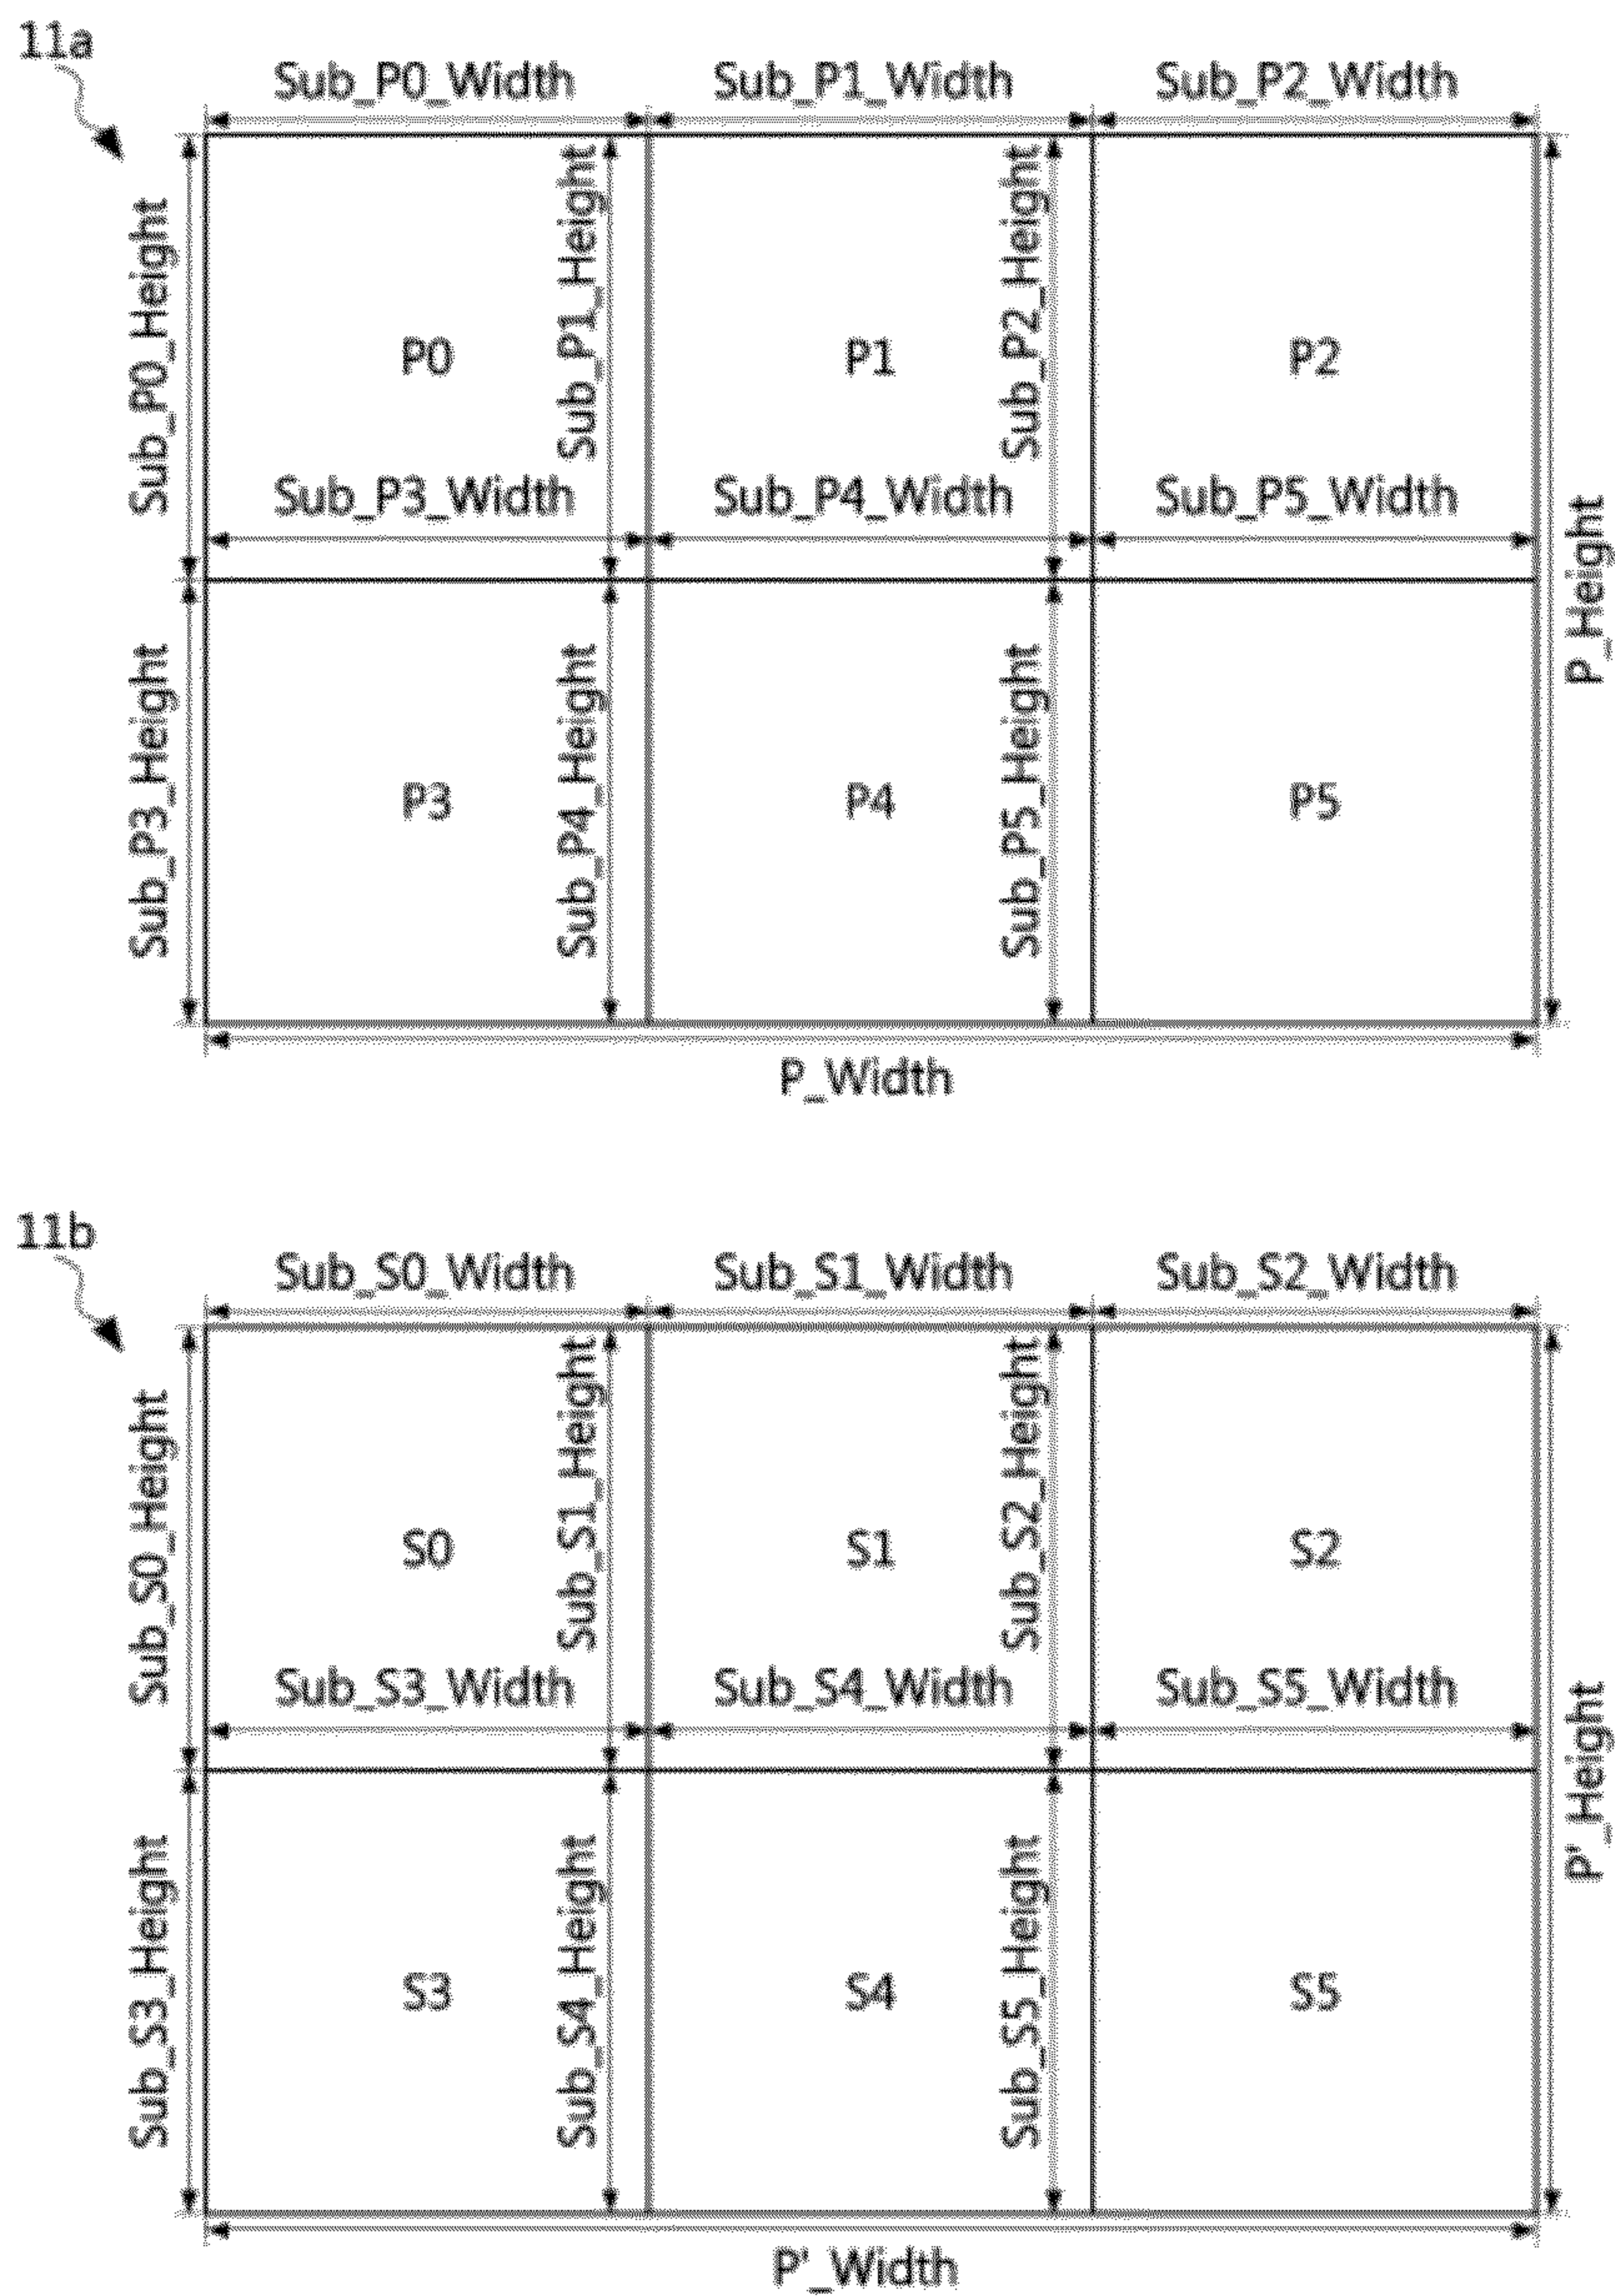 11a
Sub_P0_Width Sub_P1_Width Sub_P2_Width
Sub_P0_Height Sub_P1_Height Sub_P2_Height
P0 P1 P2
Sub_P3_Width Sub_P4_Width Sub_P5_Width
P_Height
Sub_P3_Height Sub_P4_Height Sub_P5_Height
P3 P4 P5
P_Width
11b
Sub_S0_Width Sub_S1_Width Sub_S2_Width
Sub_S0_Height Sub_S1_Height Sub_S2_Height
S0 S1 S2
Sub_S3_Width Sub_S4_Width Sub_S5_Width
P'_Height
Sub_S3_Height Sub_S4_Height Sub_S5_Height
S3 S4 S5
P'_Width